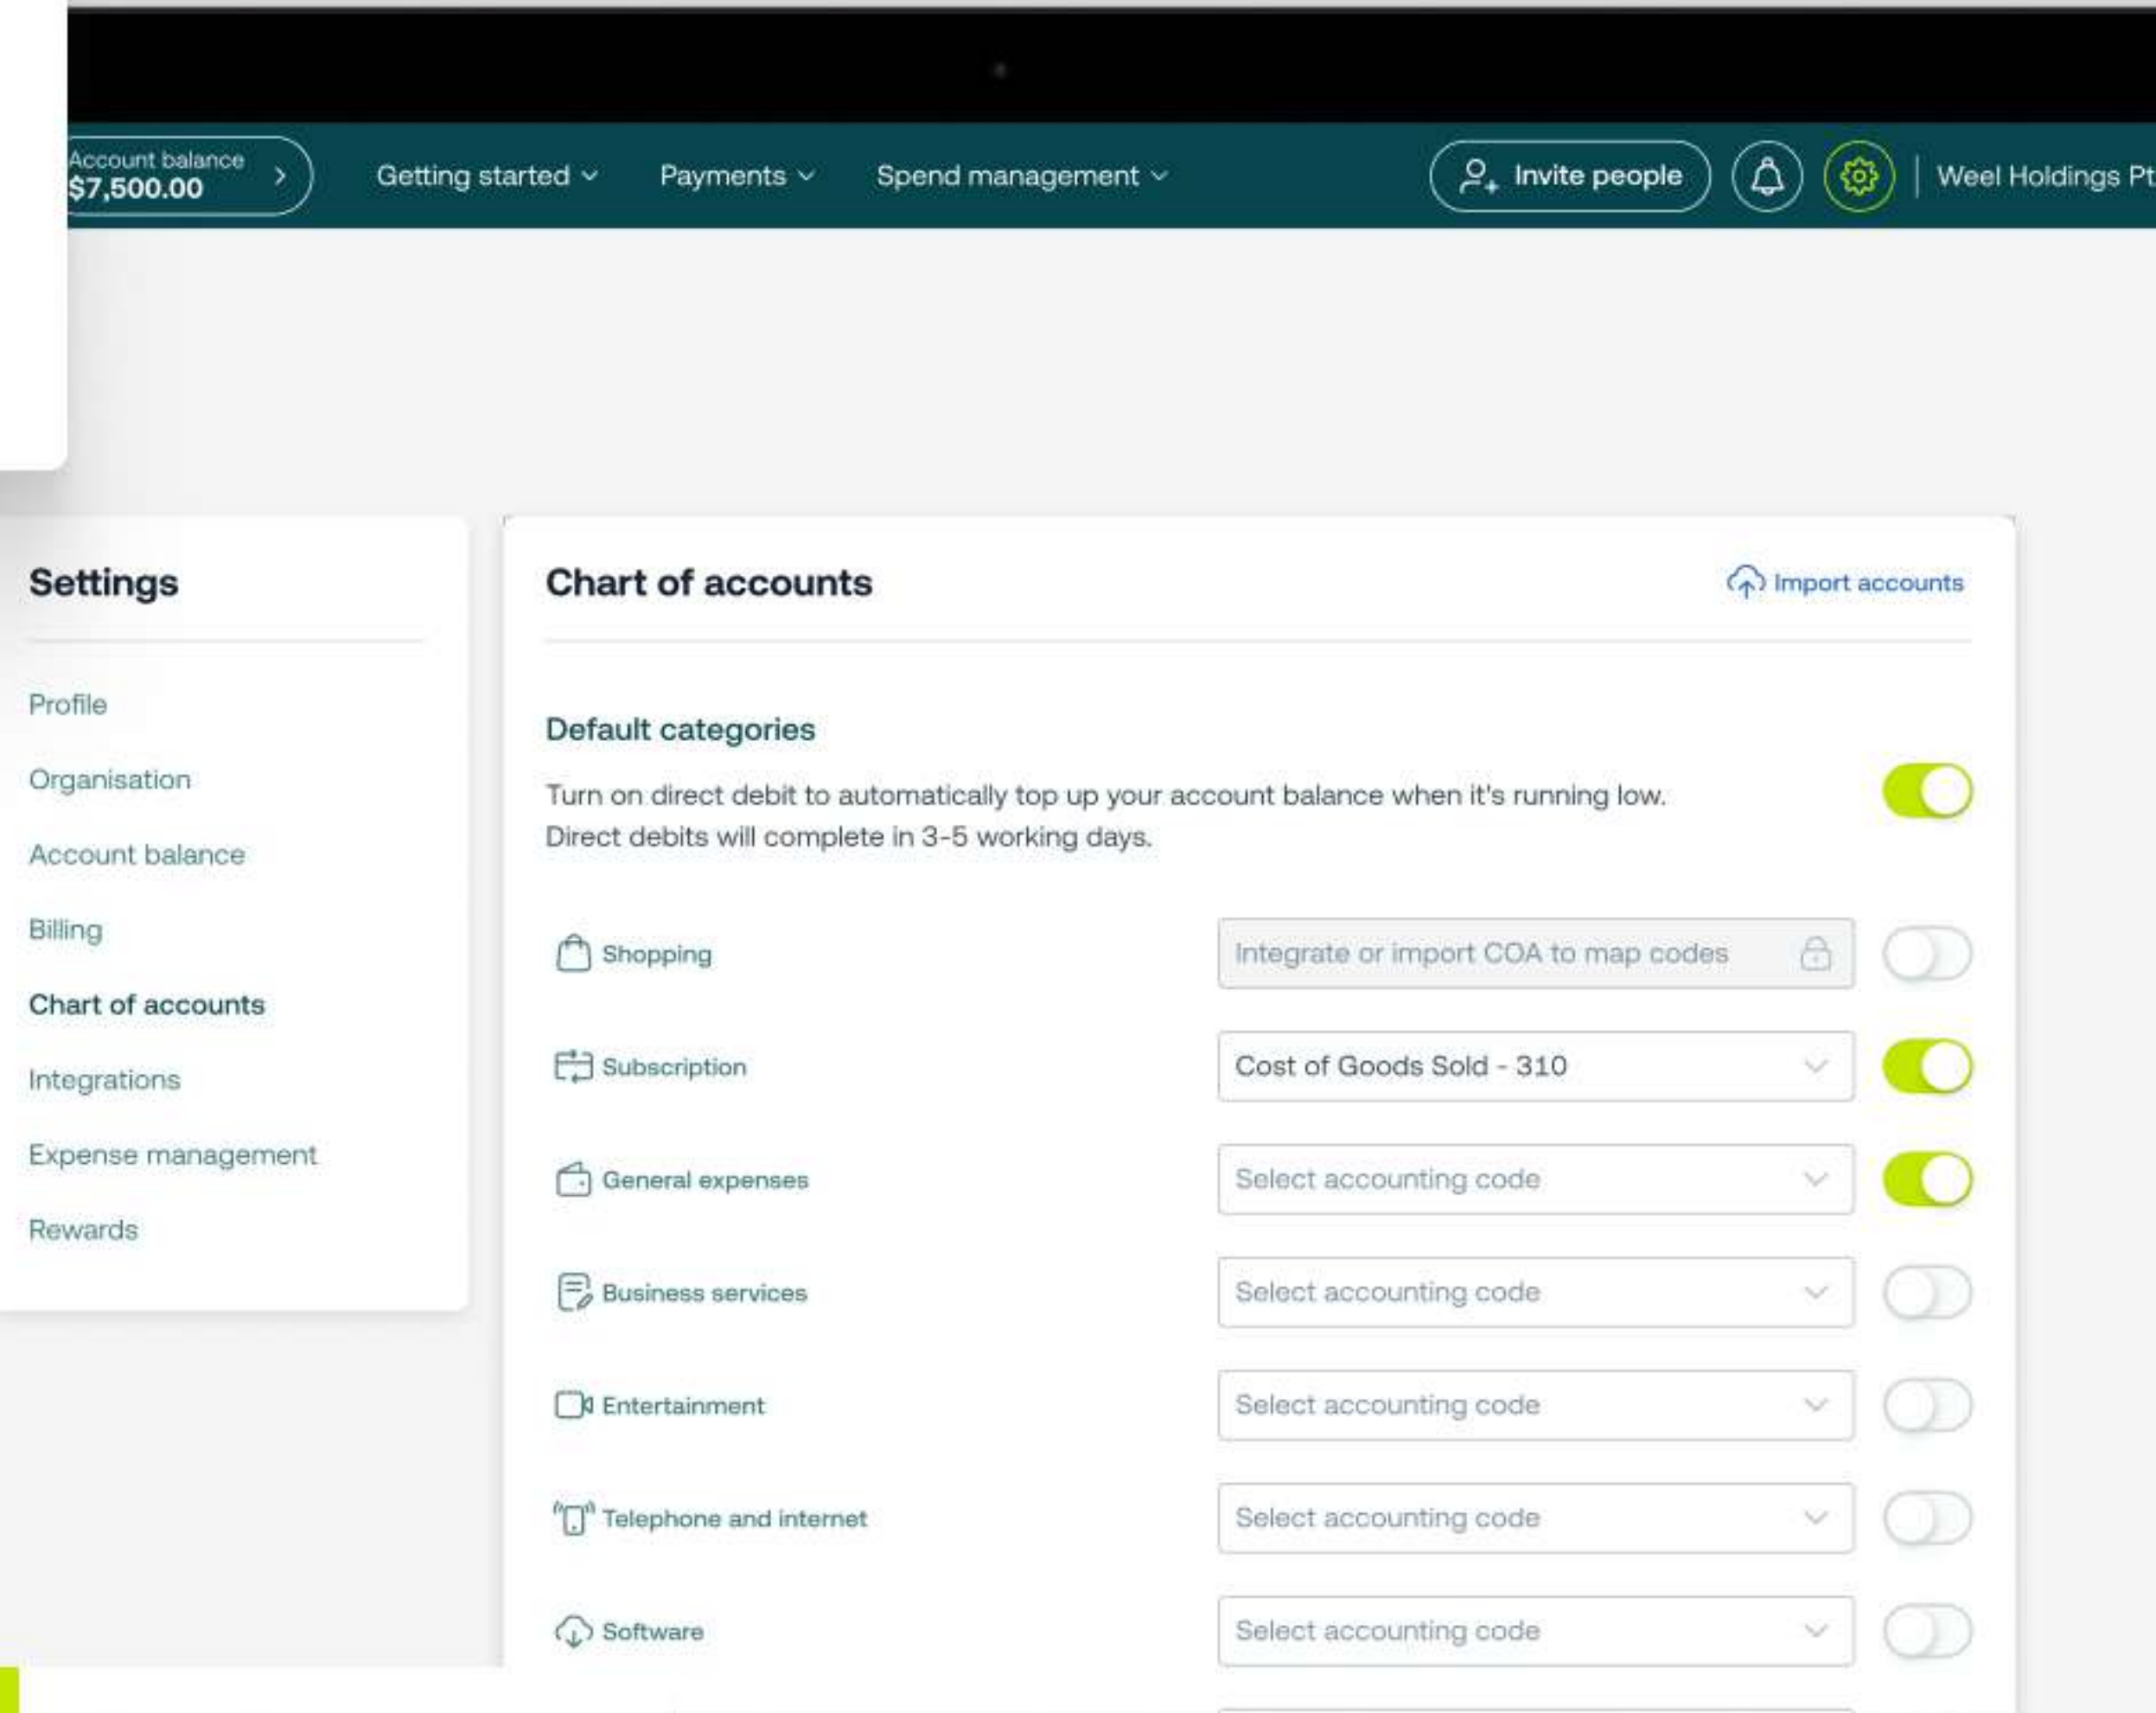 Account balance
$7,500.00
Getting started
Payments
Spend management
Invite people
Weel Holdings Pt
Settings
Profile
Organisation
Account balance
Billing
Chart of accounts
Integrations
Expense management
Rewards
Chart of accounts
Import accounts
Default categories
Turn on direct debit to automatically top up your account balance when it's running low.
Direct debits will complete in 3-5 working days.
Shopping
Integrate or import COA to map codes
Subscription
Cost of Goods Sold - 310
General expenses
Select accounting code
Business services
Select accounting code
Entertainment
Select accounting code
Telephone and internet
Select accounting code
Software
Select accounting code